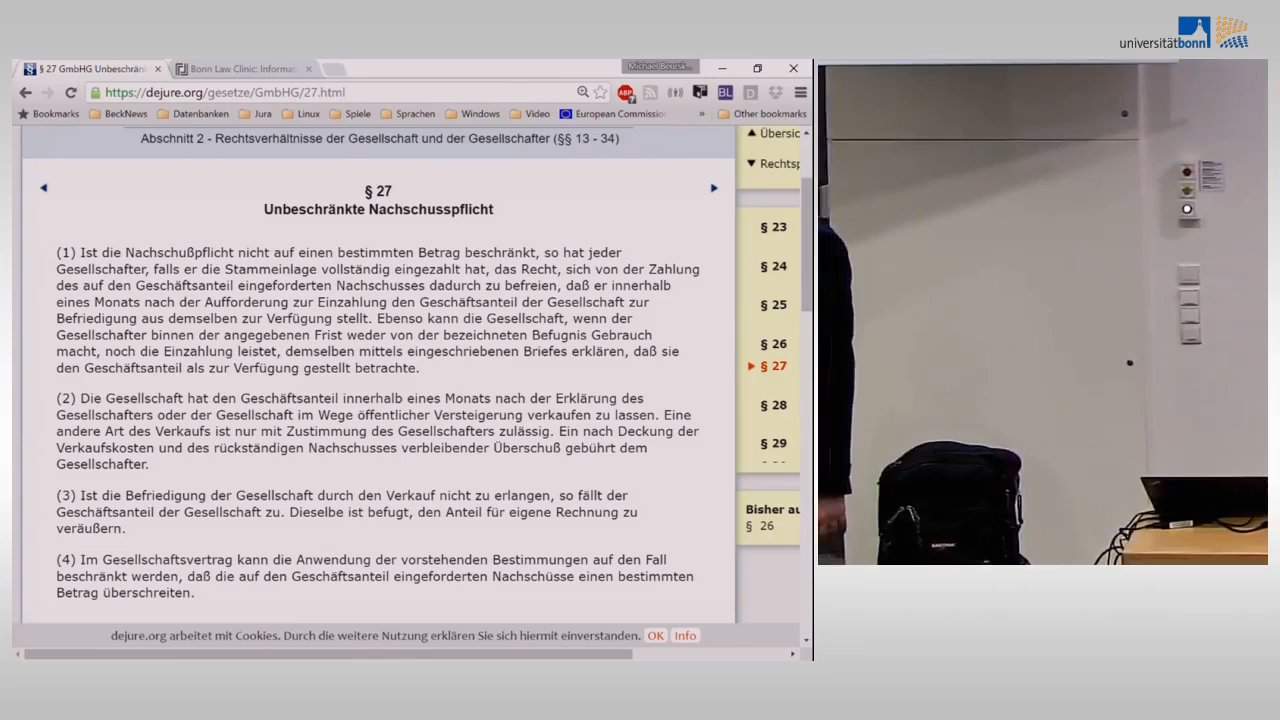 universitätbonn
§ 27 GmbHG Unbeschrän
Bonn Law Clinic: Informat
Michael Beursk...
https://dejure.org/gesetze/GmbHG/27.html
ABP
7
BL
D
Bookmarks
BeckNews
Datenbanken
Jura
Linux
Spiele
Sprachen
Windows
Video
European Commissio
»
Other bookmarks
Abschnitt 2 - Rechtsverhältnisse der Gesellschaft und der Gesellschafter (§§ 13 - 34)
§ 27
Unbeschränkte Nachschusspflicht
(1) Ist die Nachschußpflicht nicht auf einen bestimmten Betrag beschränkt, so hat jeder
Gesellschafter, falls er die Stammeinlage vollständig eingezahlt hat, das Recht, sich von der Zahlung
des auf den Geschäftsanteil eingeforderten Nachschusses dadurch zu befreien, daß er innerhalb
eines Monats nach der Aufforderung zur Einzahlung den Geschäftsanteil der Gesellschaft zur
Befriedigung aus demselben zur Verfügung stellt. Ebenso kann die Gesellschaft, wenn der
Gesellschafter binnen der angegebenen Frist weder von der bezeichneten Befugnis Gebrauch
macht, noch die Einzahlung leistet, demselben mittels eingeschriebenen Briefes erklären, daß sie
den Geschäftsanteil als zur Verfügung gestellt betrachte.
(2) Die Gesellschaft hat den Geschäftsanteil innerhalb eines Monats nach der Erklärung des
Gesellschafters oder der Gesellschaft im Wege öffentlicher Versteigerung verkaufen zu lassen. Eine
andere Art des Verkaufs ist nur mit Zustimmung des Gesellschafters zulässig. Ein nach Deckung der
Verkaufskosten und des rückständigen Nachschusses verbleibender Überschuß gebührt dem
Gesellschafter.
(3) Ist die Befriedigung der Gesellschaft durch den Verkauf nicht zu erlangen, so fällt der
Geschäftsanteil der Gesellschaft zu. Dieselbe ist befugt, den Anteil für eigene Rechnung zu
veräußern.
(4) Im Gesellschaftsvertrag kann die Anwendung der vorstehenden Bestimmungen auf den Fall
beschränkt werden, daß die auf den Geschäftsanteil eingeforderten Nachschüsse einen bestimmten
Betrag überschreiten.
▲ Übersic
▼ Rechtsp
§ 23
§ 24
§ 25
§ 26
§ 27
§ 28
§ 29
Bisher au
§ 26
dejure.org arbeitet mit Cookies. Durch die weitere Nutzung erklären Sie sich hiermit einverstanden. OK Info
EASTPAK